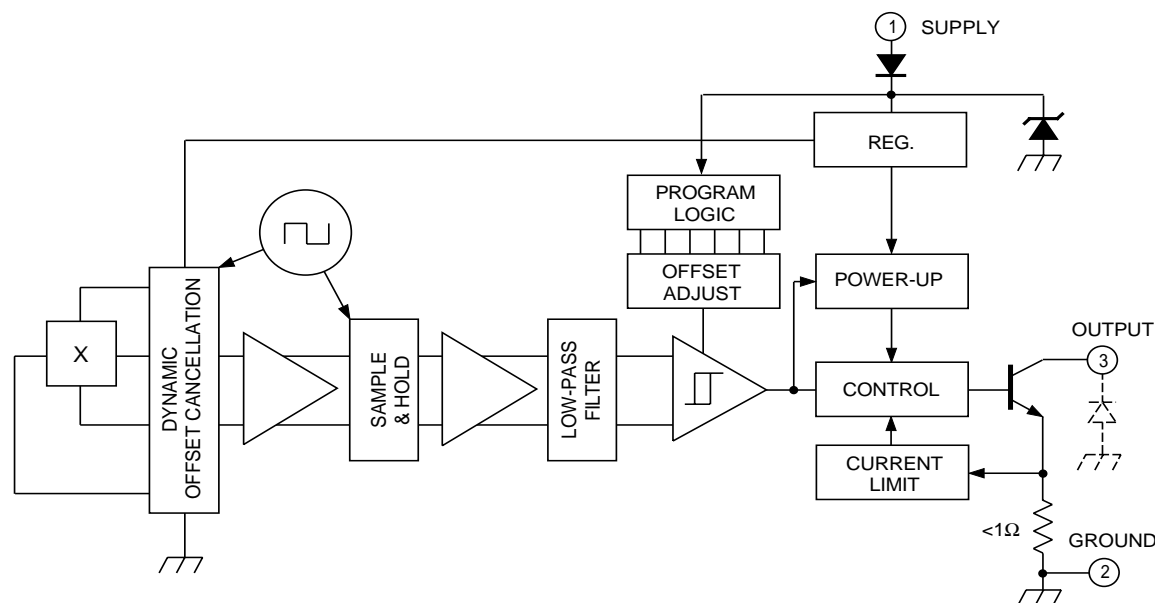 1 SUPPLY
REG.
PROGRAM
LOGIC
OFFSET
ADJUST
POWER-UP
DYNAMIC
OFFSET CANCELLATION
X
SAMPLE
& HOLD
LOW-PASS
FILTER
CONTROL
OUTPUT
3
CURRENT
LIMIT
<1Ω
GROUND
2